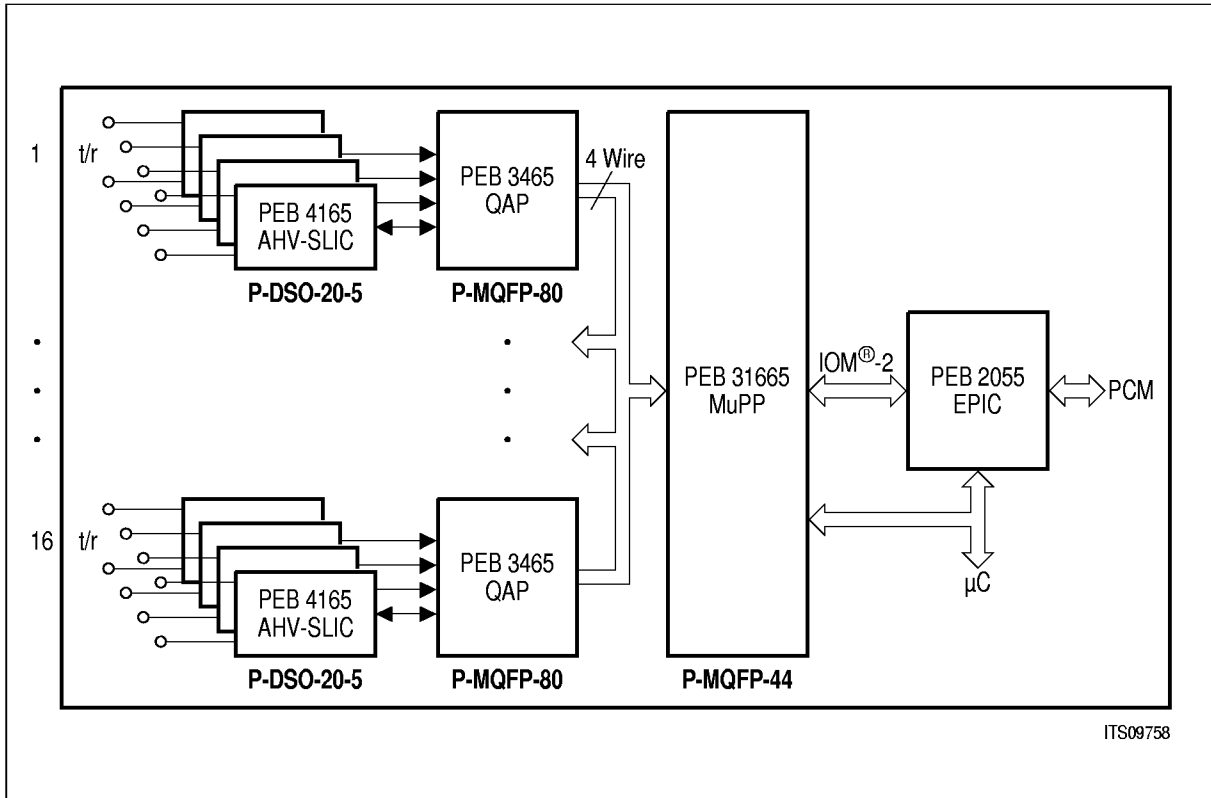 1 t/r
PEB 4165
AHV-SLIC
P-DSO-20-5
PEB 3465
QAP
P-MQFP-80
4 Wire
16 t/r
PEB 4165
AHV-SLIC
P-DSO-20-5
PEB 3465
QAP
P-MQFP-80
PEB 31665
MuPP
P-MQFP-44
IOM®-2
PEB 2055
EPIC
PCM
µC
ITS09758